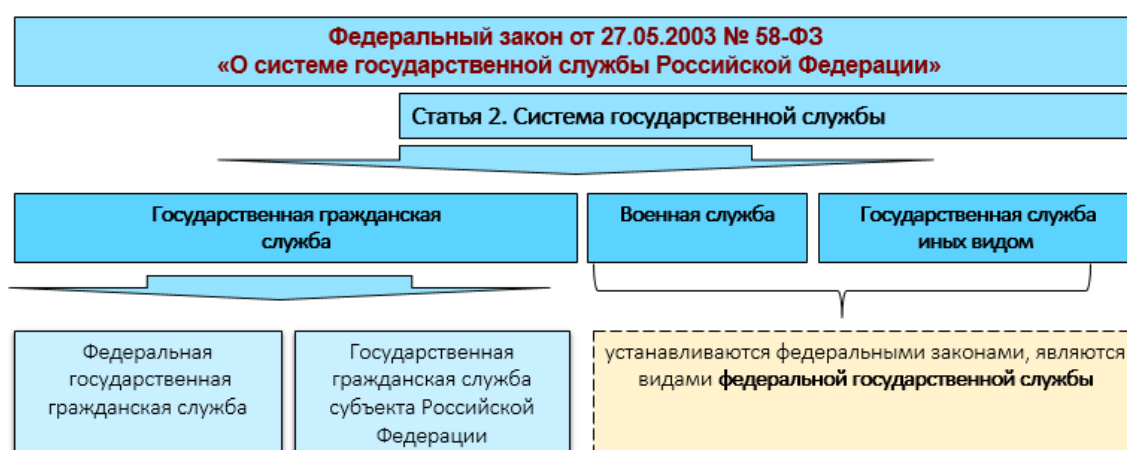 Федеральный закон от 27.05.2003 № 58-ФЗ
«О системе государственной службы Российской Федерации»
Статья 2. Система государственной службы
Государственная гражданская
служба
Военная служба
Государственная служба
иных видом
Федеральная
государственная
гражданская служба
Государственная
гражданская служба
субъекта Российской
Федерации
устанавливаются федеральными законами, являются
видами федеральной государственной службы